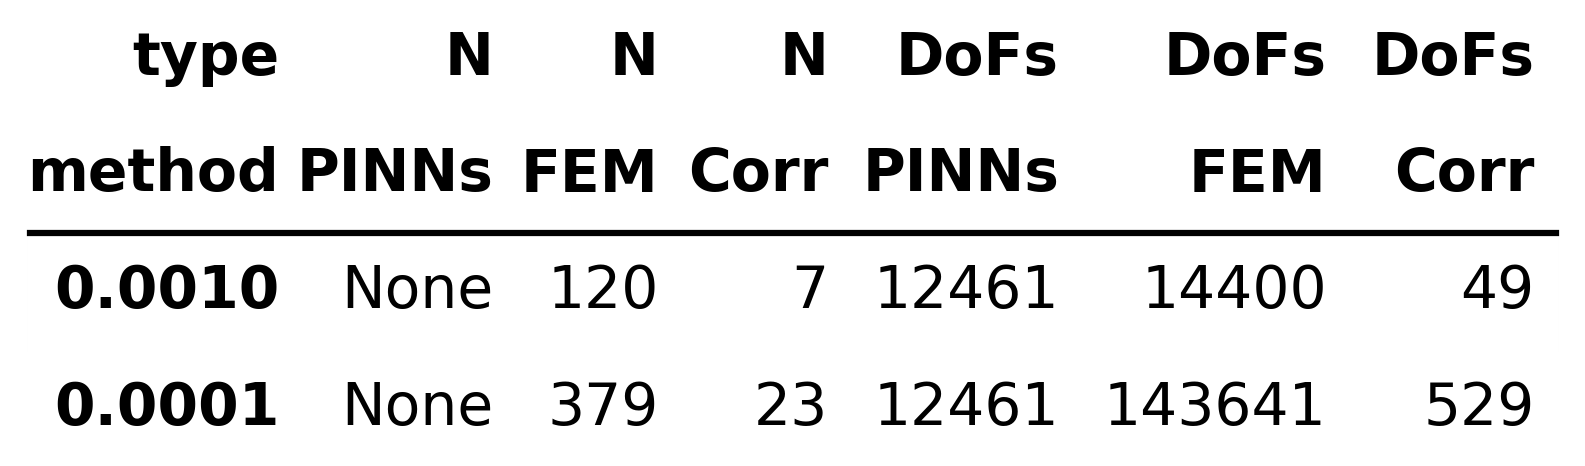 type N N N DoFs DoFs DoFs
method PINNs FEM Corr PINNs FEM Corr
0.0010 None 120 7 12461 14400 49
0.0001 None 379 23 12461 143641 529